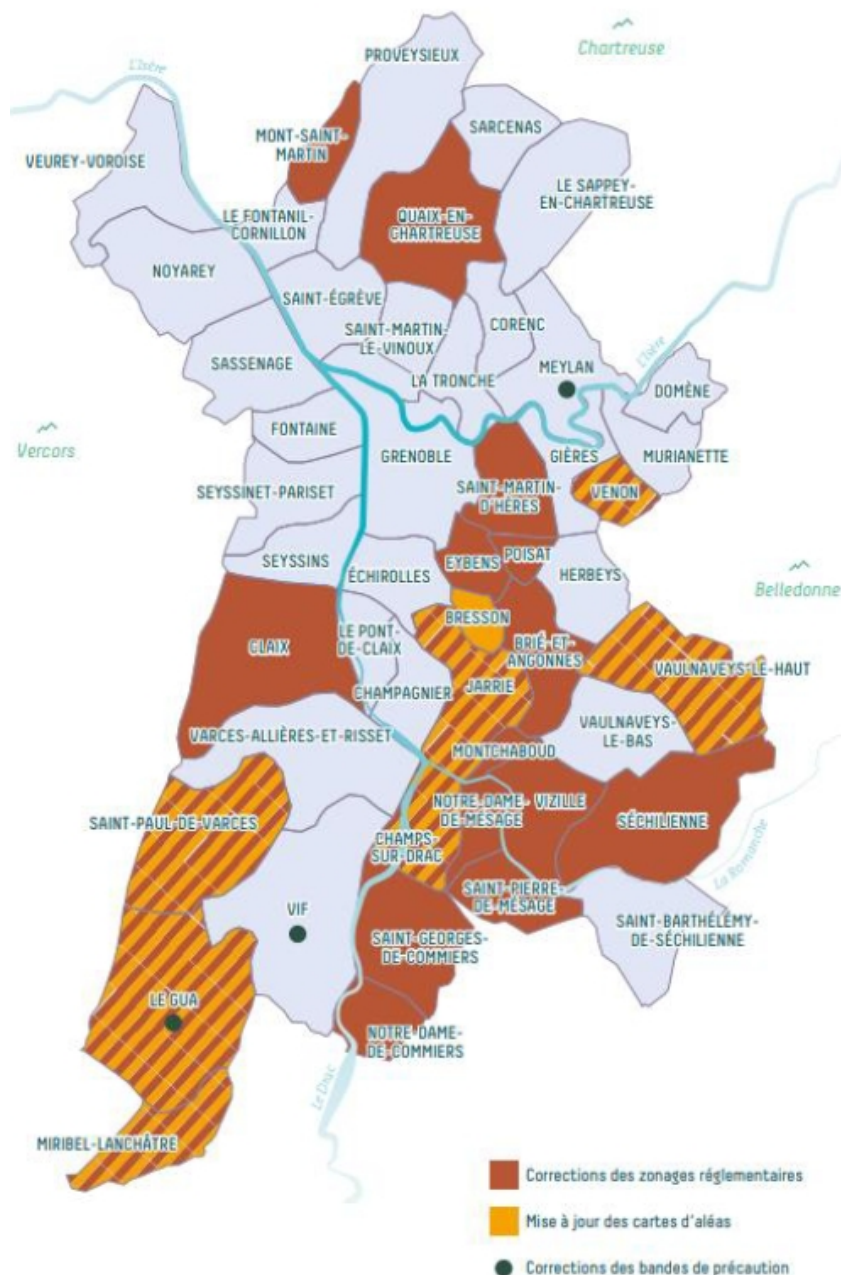 Chartreuse
L'Isère
PROVEYSIEUX
SARCENAS
MONT-SAINT-
MARTIN
VEUREY-VOROISE
LE SAPPEY-
EN-CHARTREUSE
LE FONTANIL-
CORNILLON
QUAIX-EN-
CHARTREUSE
NOYAREY
SAINT-ÉGRÈVE
SAINT-MARTIN-
LE-VINOUX
CORENC
L'Isère
SASSENAGE
LA TRONCHE
MEYLAN
DOMÈNE
Vercors
FONTAINE
GRENOBLE
GIÈRES
MURIANETTE
SEYSSINET-PARISET
SAINT-MARTIN-
D'HÈRES
VENON
SEYSSINS
ÉCHIROLLES
EYBENS
POISAT
HERBEYS
Belledonne
BRESSON
CLAIX
LE PONT-
DE-CLAIX
BRIÉ-ET-
ANGONNES
VAULNAVEYS-LE-HAUT
JARRIE
CHAMPAGNIER
VARCES-ALLIÈRES-ET-RISSET
VAULNAVEYS-
LE-BAS
MONTCHABOUD
SAINT-PAUL-DE-VARCES
NOTRE-DAME-
DE-MÉSAGE
VIZILLE
SÉCHILIENNE
La Romanche
CHAMPS-
SUR-DRAC
SAINT-PIERRE-
DE-MÉSAGE
VIF
SAINT-GEORGES-
DE-COMMIERS
SAINT-BARTHÉLÉMY-
DE-SÉCHILIENNE
LE GUA
NOTRE-DAME-
DE-COMMIERS
Le Drac
MIRIBEL-LANCHÂTRE
Corrections des zonages réglementaires
Mise à jour des cartes d'aléas
Corrections des bandes de précaution